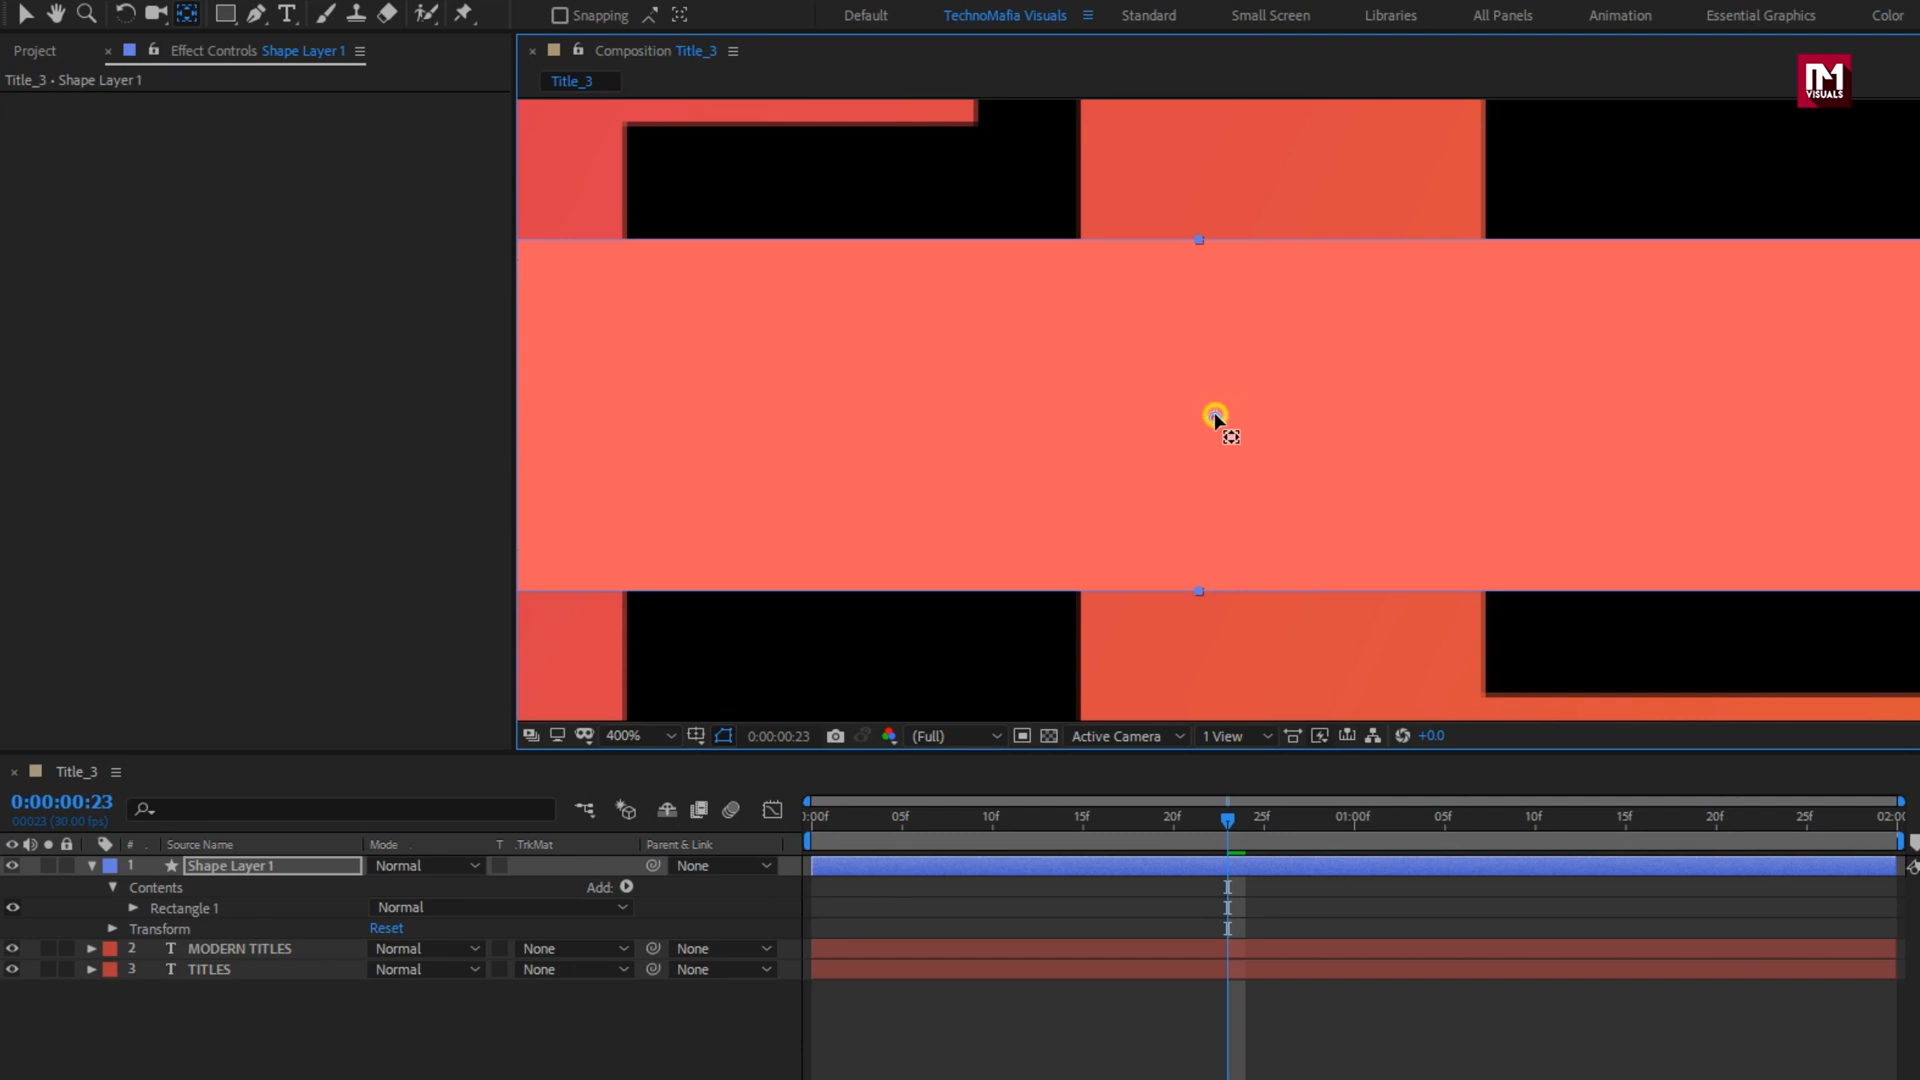 Snapping
Default
TechnoMafia Visuals
Standard
Small Screen
Libraries
All Panels
Animation
Essential Graphics
Color
Project
Effect Controls Shape Layer 1
Composition Title_3
Title_3 • Shape Layer 1
Title_3
VISUALS
400%
0:00:00:23
(Full)
Active Camera
1 View
+0.0
Title_3
0:00:00:23
00023 (30.00 fps)
:00f 05f 10f 15f 20f 25f 01:00f 05f 10f 15f 20f 25f 02:00
# Source Name Mode T .TrkMat Parent & Link
1 Shape Layer 1 Normal None
Contents Add:
Rectangle 1 Normal
Transform Reset
2 T MODERN TITLES Normal None None
3 T TITLES Normal None None